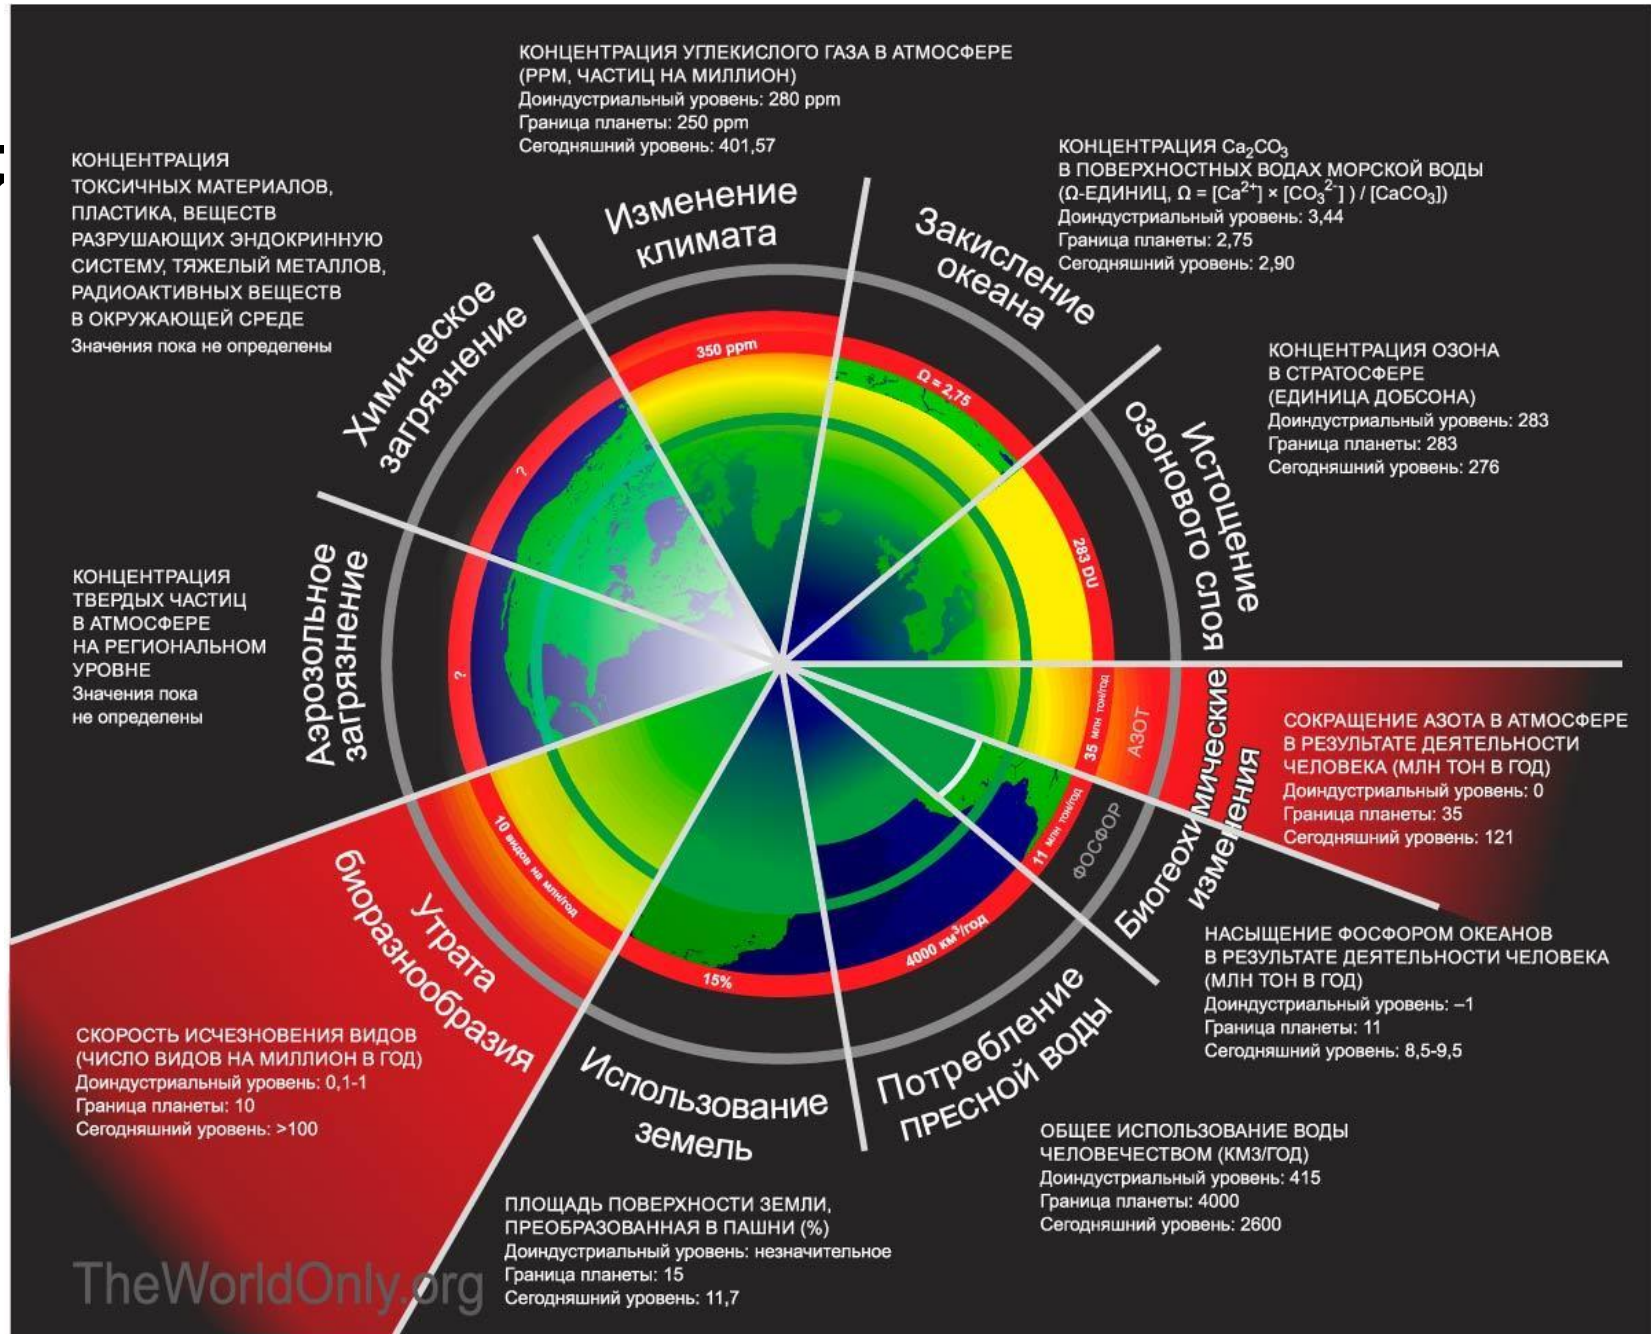 КОНЦЕНТРАЦИЯ УГЛЕКИСЛОГО ГАЗА В АТМОСФЕРЕ
(PPM, ЧАСТИЦ НА МИЛЛИОН)
Доиндустриальный уровень: 280 ppm
Граница планеты: 250 ppm
Сегодняшний уровень: 401,57
КОНЦЕНТРАЦИЯ
ТОКСИЧНЫХ МАТЕРИАЛОВ,
ПЛАСТИКА, ВЕЩЕСТВ
РАЗРУШАЮЩИХ ЭНДОКРИННУЮ
СИСТЕМУ, ТЯЖЕЛЫЙ МЕТАЛЛОВ,
РАДИОАКТИВНЫХ ВЕЩЕСТВ
В ОКРУЖАЮЩЕЙ СРЕДЕ
Значения пока не определены
КОНЦЕНТРАЦИЯ Ca₂CO₃
В ПОВЕРХНОСТНЫХ ВОДАХ МОРСКОЙ ВОДЫ
(Ω-ЕДИНИЦ, Ω = [Ca²⁺] × [CO₃²⁻] ) / [CaCO₃])
Доиндустриальный уровень: 3,44
Граница планеты: 2,75
Сегодняшний уровень: 2,90
КОНЦЕНТРАЦИЯ ОЗОНА
В СТРАТОСФЕРЕ
(ЕДИНИЦА ДОБСОНА)
Доиндустриальный уровень: 283
Граница планеты: 283
Сегодняшний уровень: 276
Изменение
климата
Закисление
океана
Химическое
загрязнение
Истощение
озонового слоя
350 ppm
Ω = 2,75
?
283 DU
КОНЦЕНТРАЦИЯ
ТВЕРДЫХ ЧАСТИЦ
В АТМОСФЕРЕ
НА РЕГИОНАЛЬНОМ
УРОВНЕ
Значения пока
не определены
Аэрозольное
загрязнение
?
35 млн тон/год
АЗОТ
Биогеохимические
изменения
СОКРАЩЕНИЕ АЗОТА В АТМОСФЕРЕ
В РЕЗУЛЬТАТЕ ДЕЯТЕЛЬНОСТИ
ЧЕЛОВЕКА (МЛН ТОН В ГОД)
Доиндустриальный уровень: 0
Граница планеты: 35
Сегодняшний уровень: 121
11 млн тон/год
ФОСФОР
10 видов на млн/год
4000 км³/год
15%
Утрата
биоразнообразия
НАСЫЩЕНИЕ ФОСФОРОМ ОКЕАНОВ
В РЕЗУЛЬТАТЕ ДЕЯТЕЛЬНОСТИ ЧЕЛОВЕКА
(МЛН ТОН В ГОД)
Доиндустриальный уровень: –1
Граница планеты: 11
Сегодняшний уровень: 8,5-9,5
СКОРОСТЬ ИСЧЕЗНОВЕНИЯ ВИДОВ
(ЧИСЛО ВИДОВ НА МИЛЛИОН В ГОД)
Доиндустриальный уровень: 0,1-1
Граница планеты: 10
Сегодняшний уровень: >100
Использование
земель
Потребление
ПРЕСНОЙ ВОДЫ
ОБЩЕЕ ИСПОЛЬЗОВАНИЕ ВОДЫ
ЧЕЛОВЕЧЕСТВОМ (КМ3/ГОД)
Доиндустриальный уровень: 415
Граница планеты: 4000
Сегодняшний уровень: 2600
ПЛОЩАДЬ ПОВЕРХНОСТИ ЗЕМЛИ,
ПРЕОБРАЗОВАННАЯ В ПАШНИ (%)
Доиндустриальный уровень: незначительное
Граница планеты: 15
Сегодняшний уровень: 11,7
TheWorldOnly.org